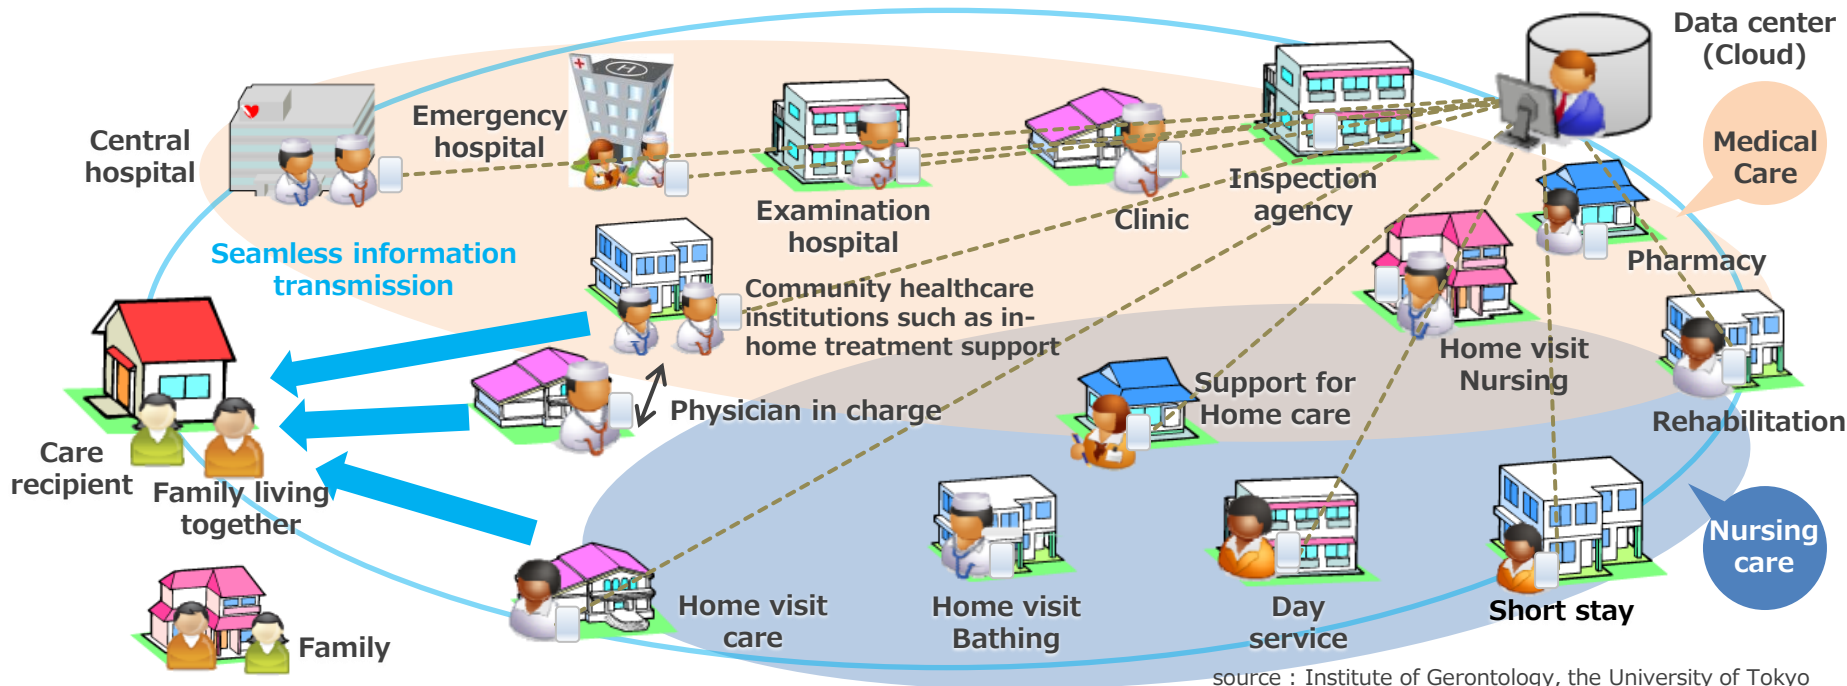 Data center
(Cloud)
Central
hospital
Emergency
hospital
Medical
Care
Examination
hospital
Clinic
Inspection
agency
Pharmacy
Seamless information
transmission
Community healthcare
institutions such as in-
home treatment support
Home visit
Nursing
Support for
Home care
Physician in charge
Rehabilitation
Care
recipient
Family living
together
Nursing
care
Home visit
care
Home visit
Bathing
Day
service
Short stay
Family
source : Institute of Gerontology, the University of Tokyo
H